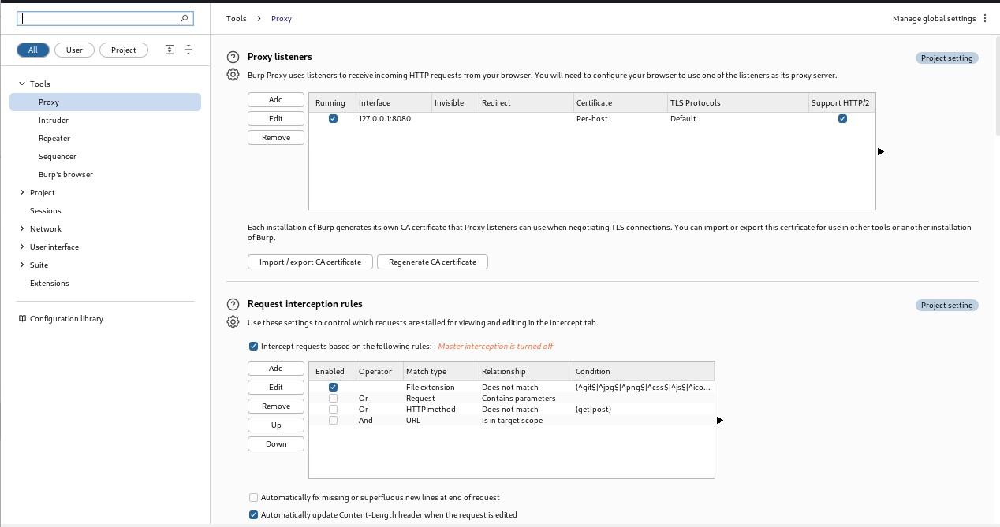 Tools > Proxy
Manage global settings
All
User
Project
Tools
Proxy
Intruder
Repeater
Sequencer
Burp's browser
Project
Sessions
Network
User interface
Suite
Extensions
Configuration library
Proxy listeners
Project setting
Burp Proxy uses listeners to receive incoming HTTP requests from your browser. You will need to configure your browser to use one of the listeners as its proxy server.
Add
Edit
Remove
Running Interface Invisible Redirect Certificate TLS Protocols Support HTTP/2
127.0.0.1:8080 Per-host Default
Each installation of Burp generates its own CA certificate that Proxy listeners can use when negotiating TLS connections. You can import or export this certificate for use in other tools or another installation
of Burp.
Import / export CA certificate
Regenerate CA certificate
Request interception rules
Project setting
Use these settings to control which requests are stalled for viewing and editing in the Intercept tab.
Intercept requests based on the following rules: Master interception is turned off
Add
Edit
Remove
Up
Down
Enabled Operator Match type Relationship Condition
File extension Does not match (^gif$|^jpg$|^png$|^css$|^js$|^ico...
Or Request Contains parameters
Or HTTP method Does not match (get|post)
And URL Is in target scope
Automatically fix missing or superfluous new lines at end of request
Automatically update Content-Length header when the request is edited